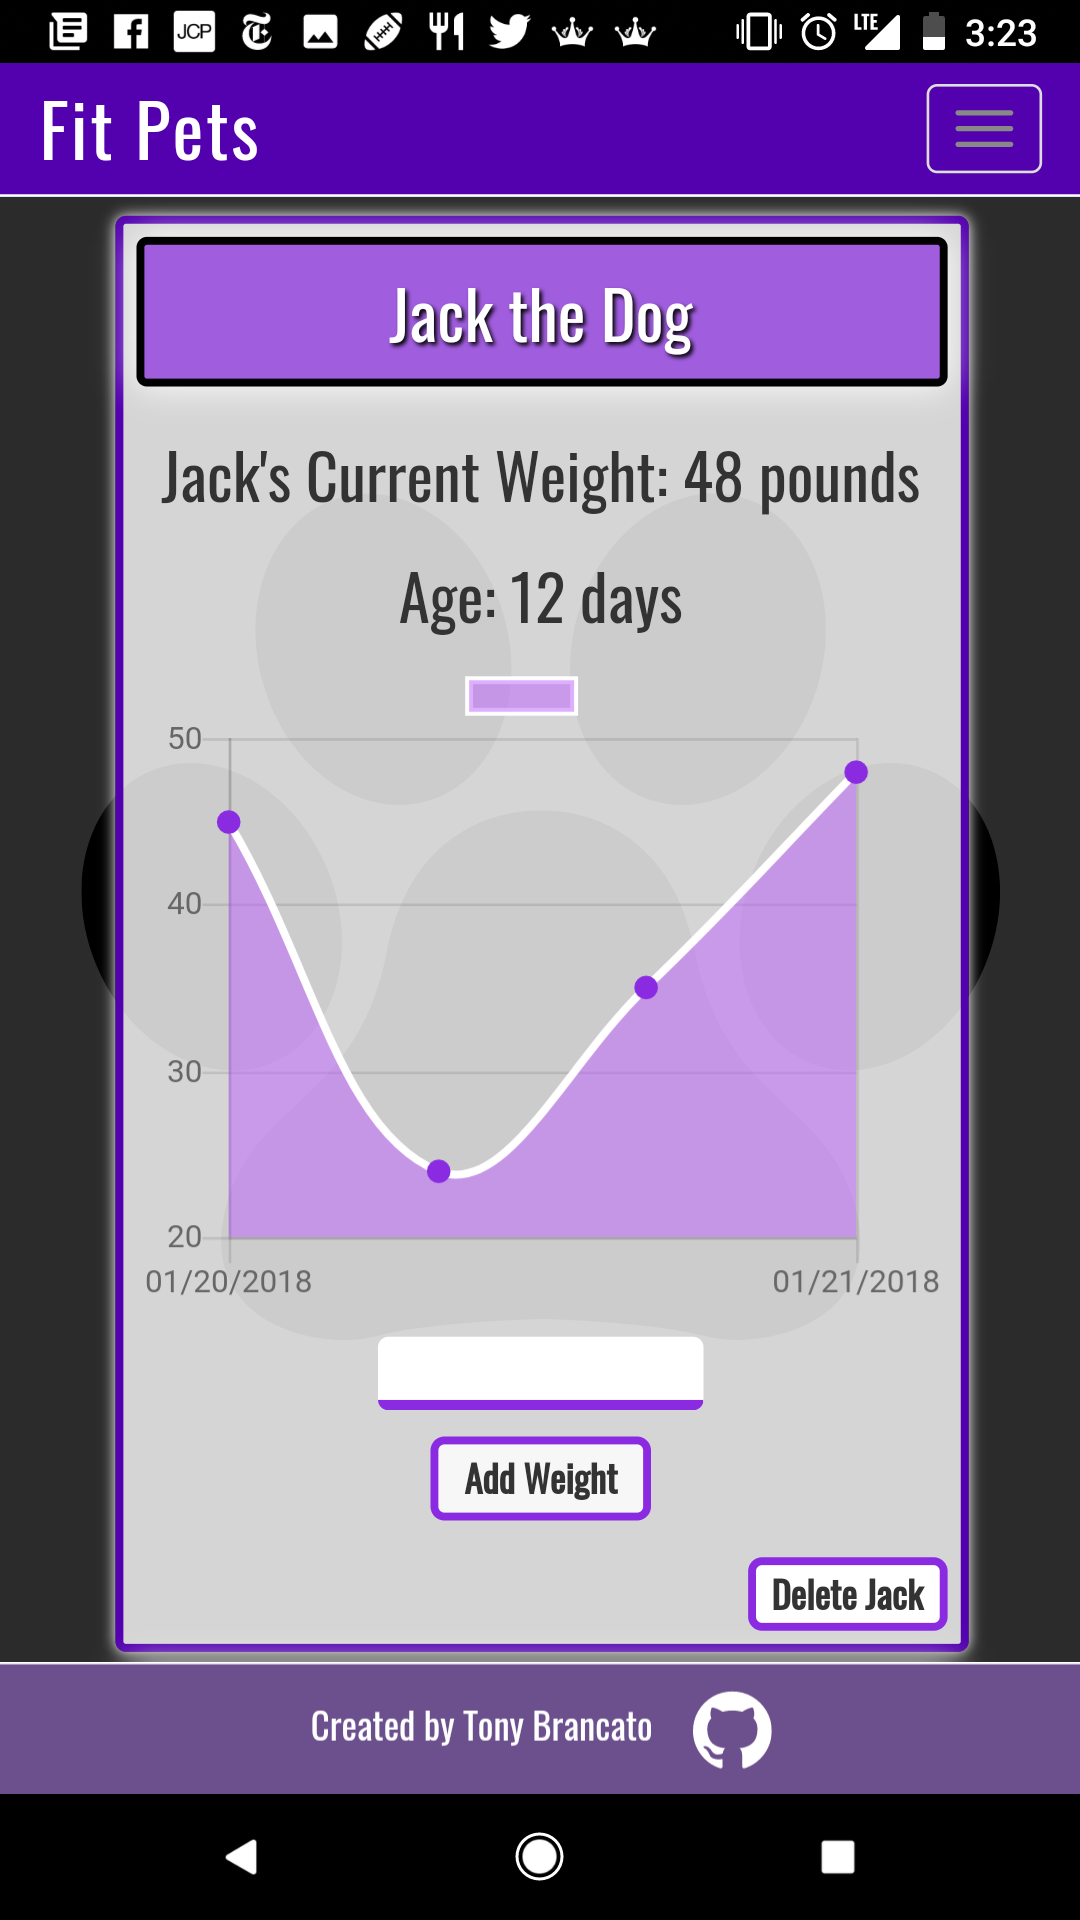 JCP
LTE
3:23
Fit Pets
Jack the Dog
Jack's Current Weight: 48 pounds
Age: 12 days
50
40
30
20
01/20/2018
01/21/2018
Add Weight
Delete Jack
Created by Tony Brancato